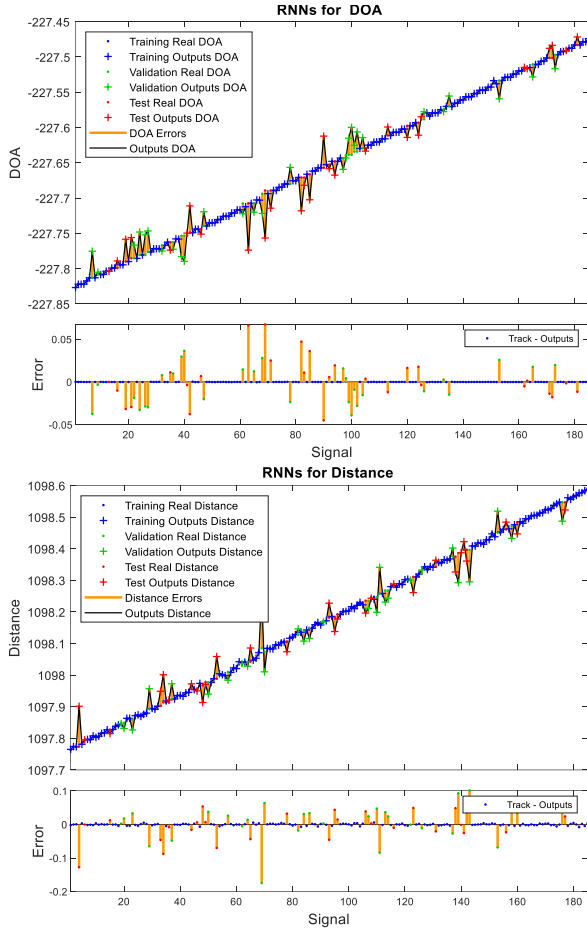 RNNs for DOA
-227.45
-227.5
-227.55
-227.6
-227.65
-227.7
-227.75
-227.8
-227.85
DOA
Training Real DOA
Training Outputs DOA
Validation Real DOA
Validation Outputs DOA
Test Real DOA
Test Outputs DOA
DOA Errors
Outputs DOA
0.05
0
-0.05
Error
Track - Outputs
20 40 60 80 100 120 140 160 180
Signal
RNNs for Distance
1098.6
1098.5
1098.4
1098.3
1098.2
1098.1
1098
1097.9
1097.8
1097.7
Distance
Training Real Distance
Training Outputs Distance
Validation Real Distance
Validation Outputs Distance
Test Real Distance
Test Outputs Distance
Distance Errors
Outputs Distance
0.1
0
-0.1
-0.2
Error
Track - Outputs
20 40 60 80 100 120 140 160 180
Signal